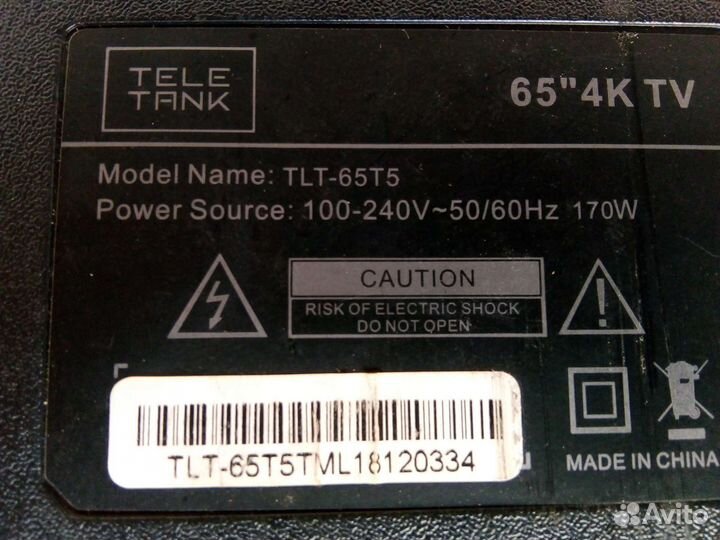 TELE
TANK
65"4K TV
Model Name: TLT-65T5
Power Source: 100-240V~50/60Hz 170W
CAUTION
RISK OF ELECTRIC SHOCK
DO NOT OPEN
TLT-65T5TML18120334
MADE IN CHINA
Avito